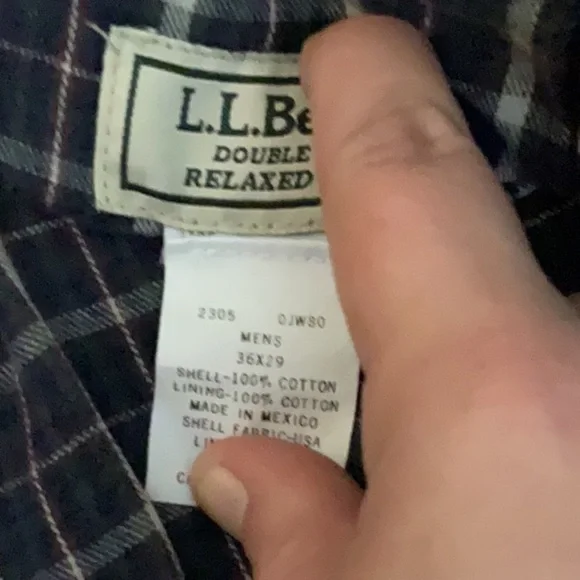 L.L.Be
DOUBLE
RELAXED
2305 0JW80
MENS
36X29
SHELL-100% COTTON
LINING-100% COTTON
MADE IN MEXICO
SHELL FABRIC-USA
LI
C